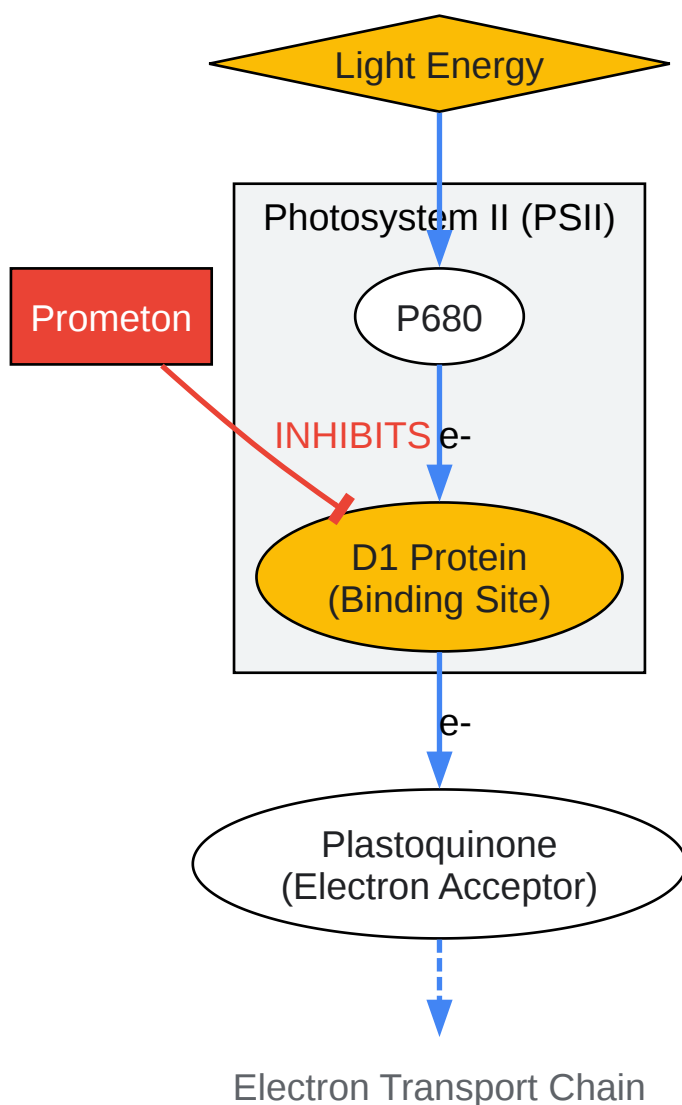 Light Energy
Photosystem II (PSII)
Prometon
P680
INHIBITS
e-
D1 Protein
(Binding Site)
e-
Plastoquinone
(Electron Acceptor)
Electron Transport Chain